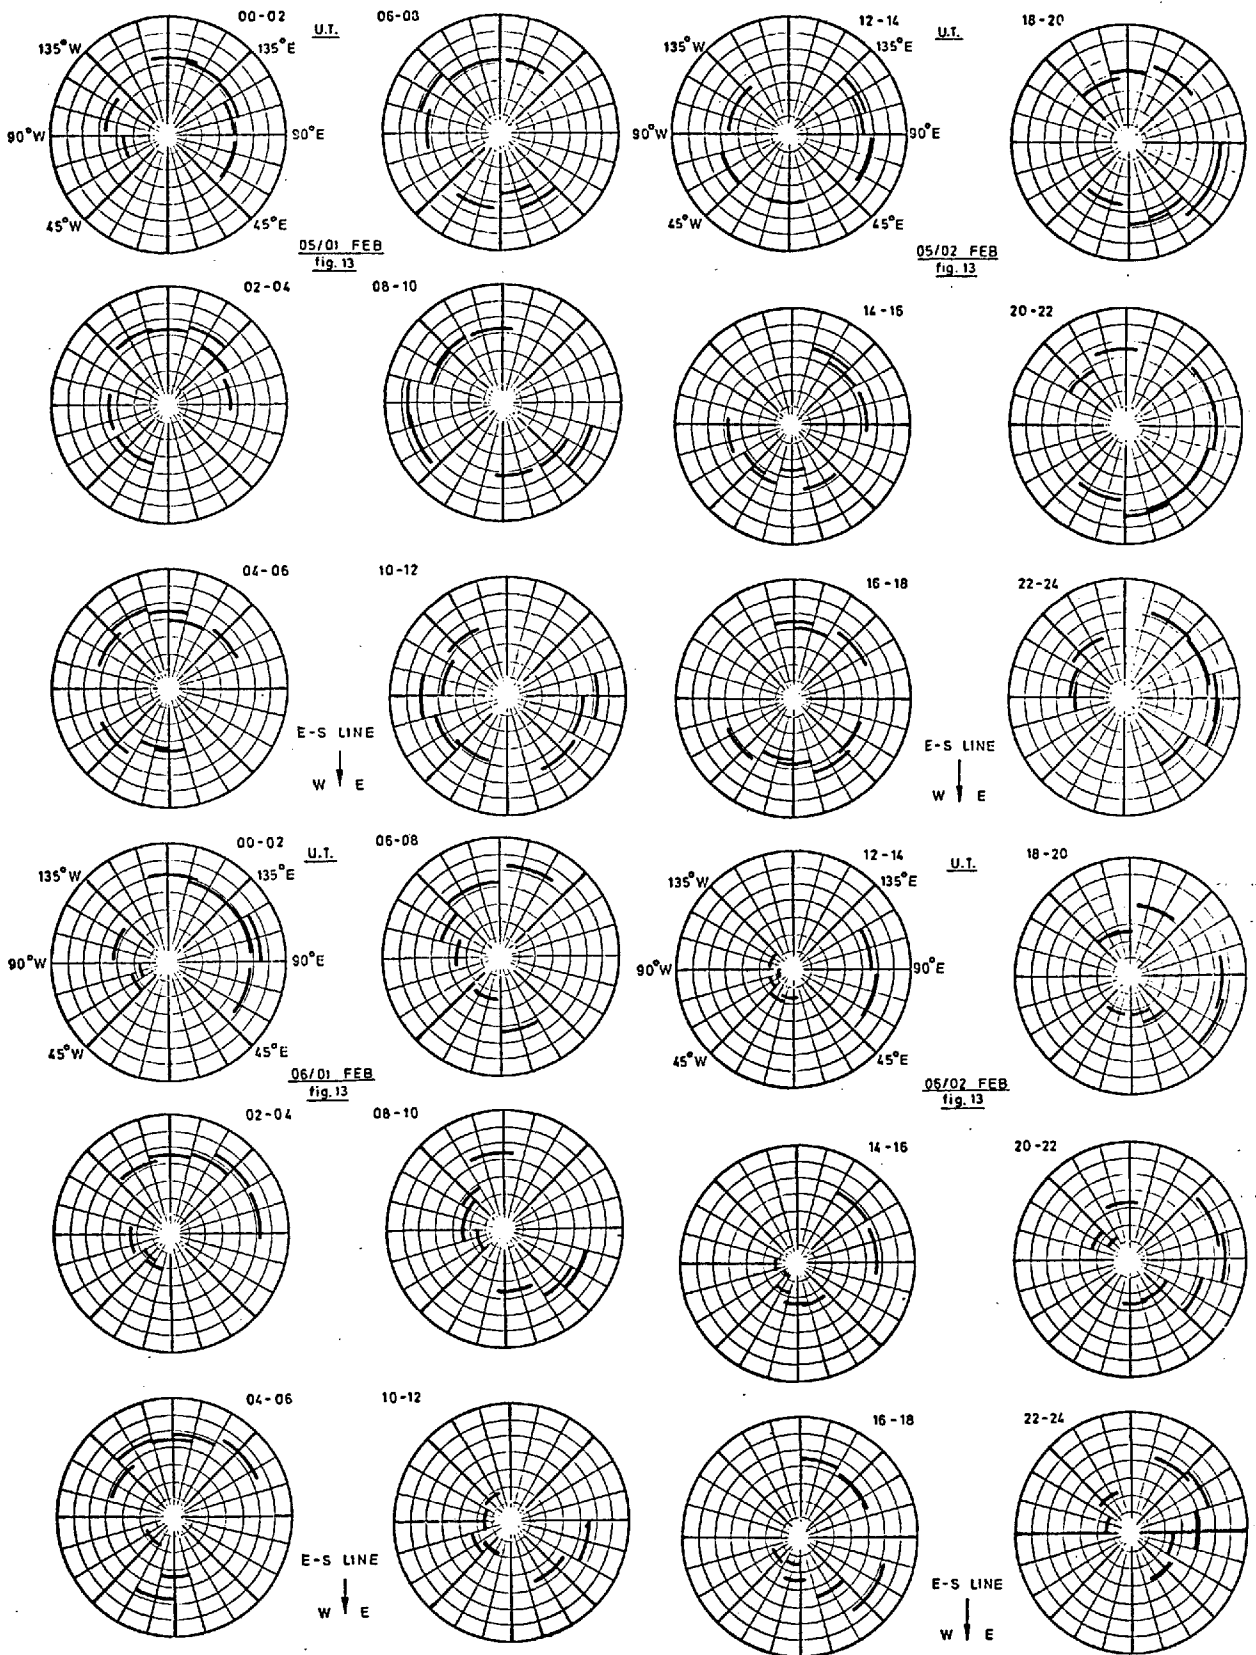 00-02 U.T. 06-08 12-14 U.T. 18-20
135°W 135°E 135°W 135°E
90°W 90°E 90°W 90°E
45°W 45°E 45°W 45°E
05/01 FEB 05/02 FEB
fig. 13 fig. 13
02-04 08-10 14-16 20-22
04-06 10-12 16-18 22-24
E-S LINE E-S LINE
W E W E
00-02 U.T. 06-08 12-14 U.T. 18-20
135°W 135°E 135°W 135°E
90°W 90°E 90°W 90°E
45°W 45°E 45°W 45°E
06/01 FEB 06/02 FEB
fig. 13 fig. 13
02-04 08-10 14-16 20-22
04-06 10-12 16-18 22-24
E-S LINE E-S LINE
W E W E